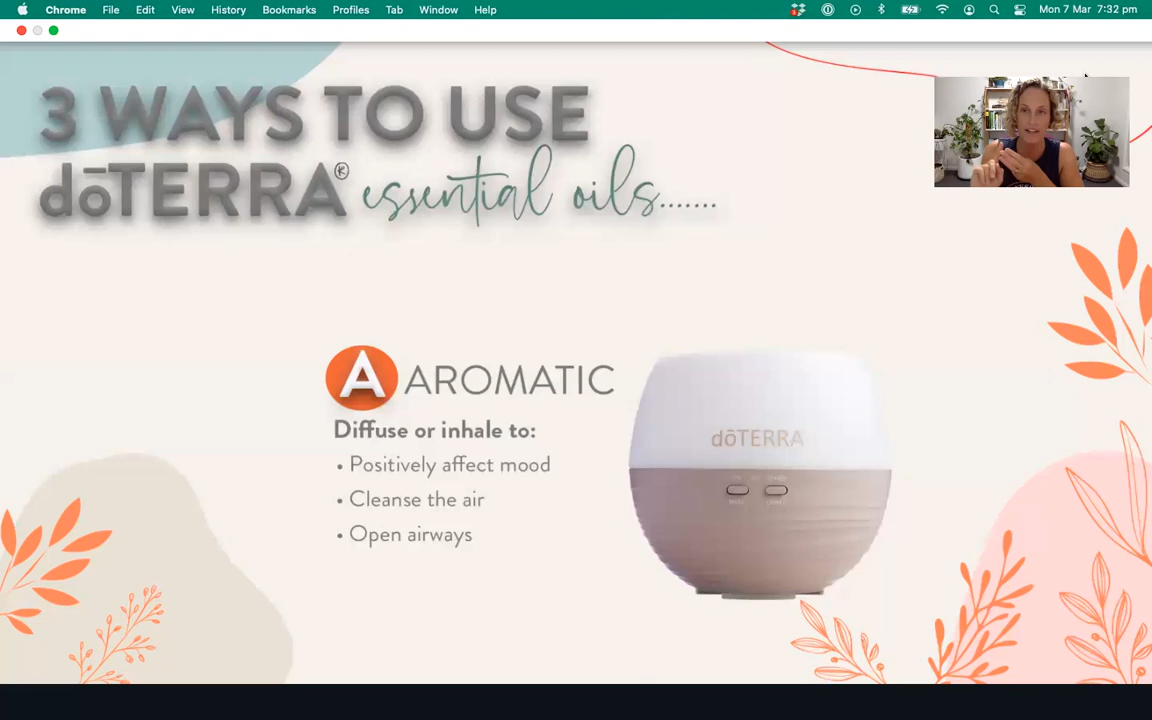 Chrome File Edit View History Bookmarks Profiles Tab Window Help Mon 7 Mar 7:32 pm
3 WAYS TO USE
dōTERRA® essential oils.......
A AROMATIC
Diffuse or inhale to:
• Positively affect mood
• Cleanse the air
• Open airways
dōTERRA